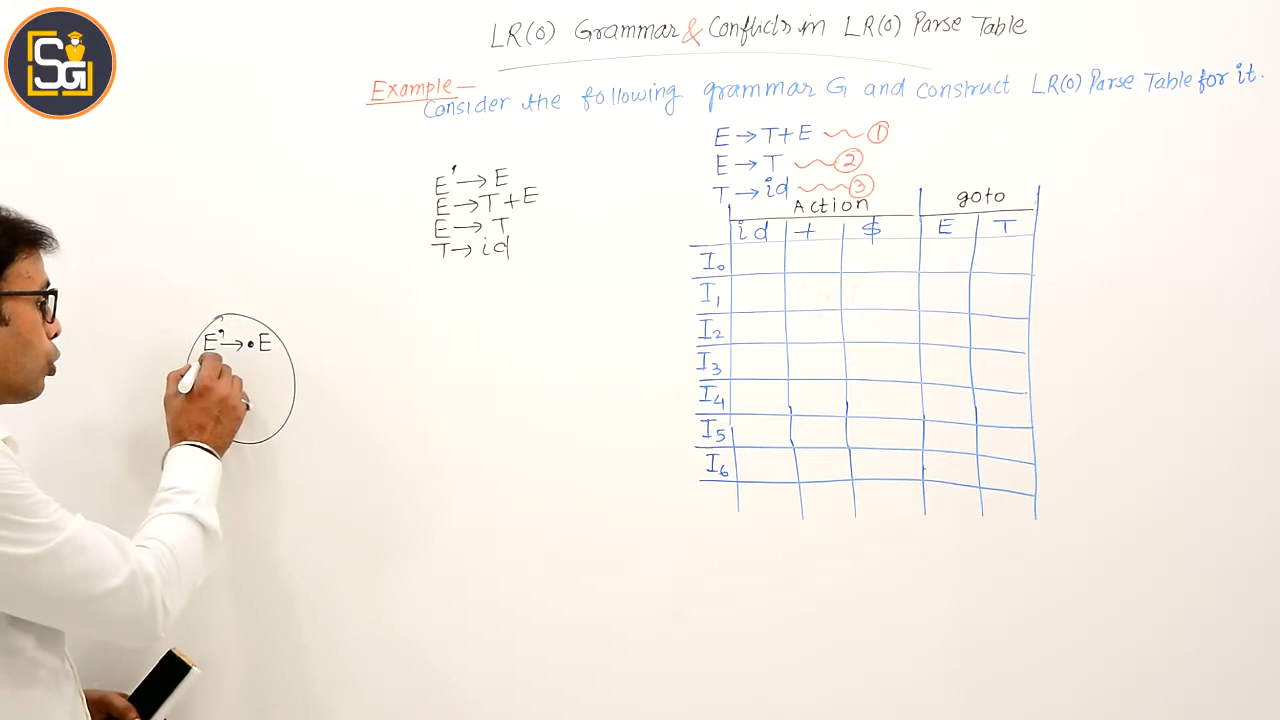 SG
LR(0) Grammar & Conflicts in LR(0) Parse Table
Example—
Consider the following grammar G and construct LR(0) Parse Table for it.
E → T+E ①
E → T ②
T → id ③
E' → E
E → T + E
E → T
T → id
E' → •E
Action goto
id + $ E T
I₀
I₁
I₂
I₃
I₄
I₅
I₆